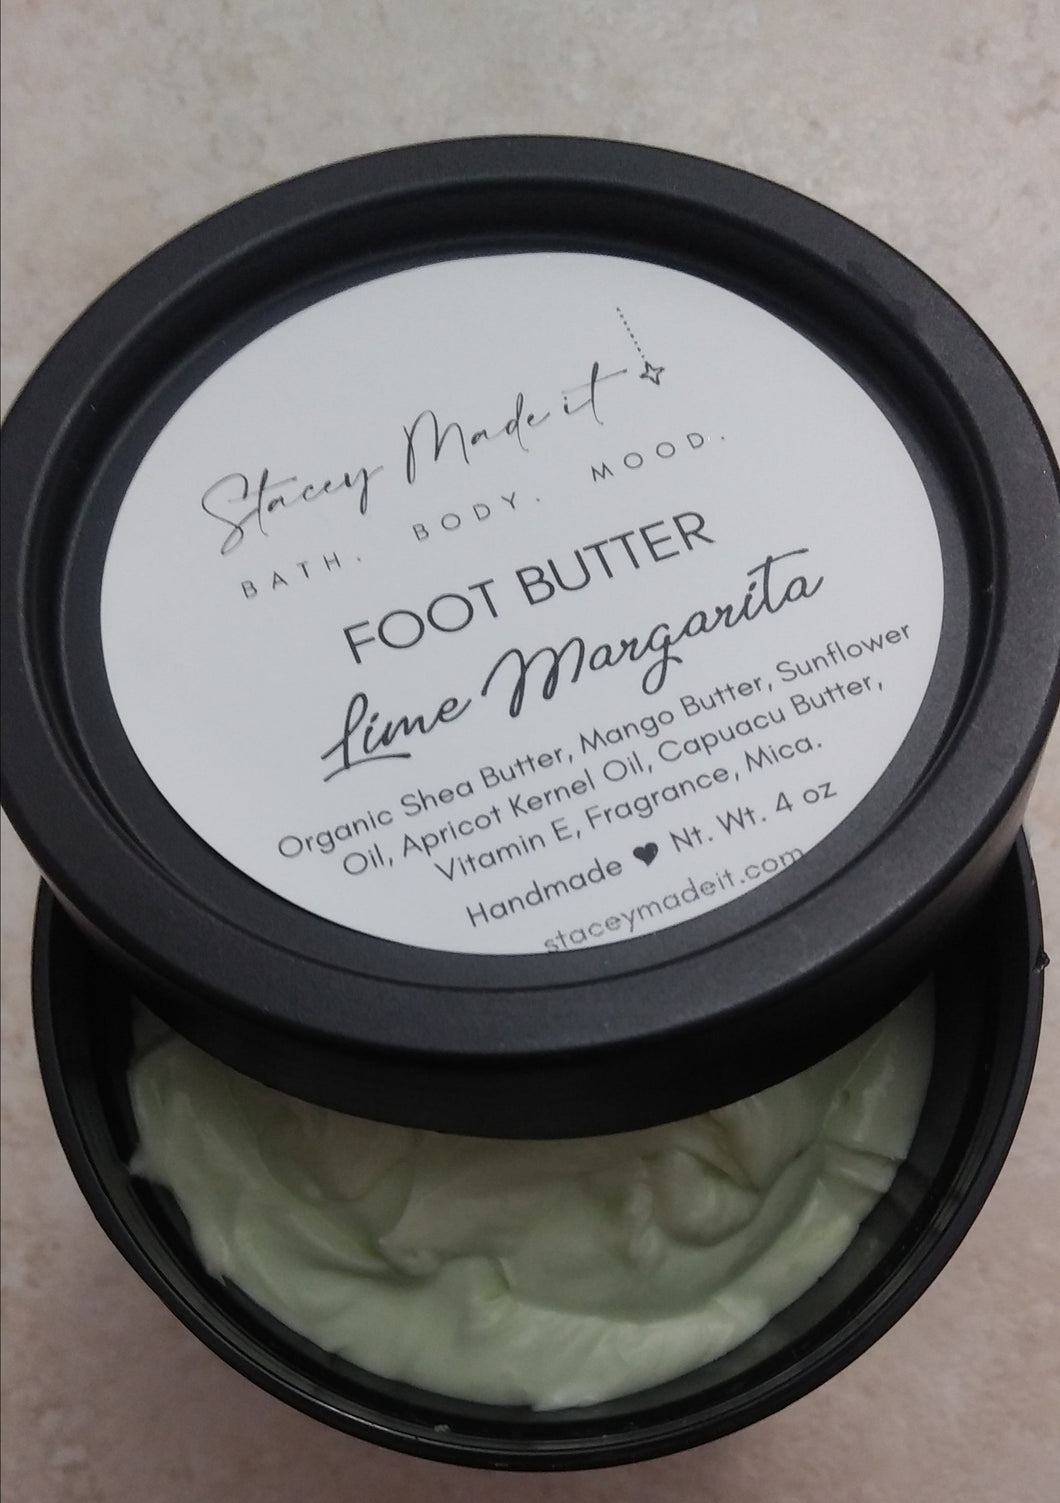 Stacey Made it
BATH. BODY. MOOD.
FOOT BUTTER
Lime Margarita
Organic Shea Butter, Mango Butter, Sunflower
Oil, Apricot Kernel Oil, Capuacu Butter,
Vitamin E, Fragrance, Mica.
Handmade ♥ Nt. Wt. 4 oz
staceymadeit.com